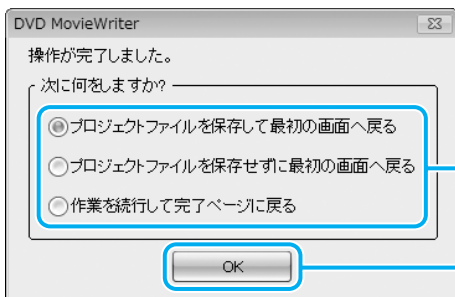 DVD MovieWriter
操作が完了しました。
次に何をしますか?
プロジェクトファイルを保存して最初の画面へ戻る
プロジェクトファイルを保存せずに最初の画面へ戻る
作業を続行して完了ページに戻る
OK